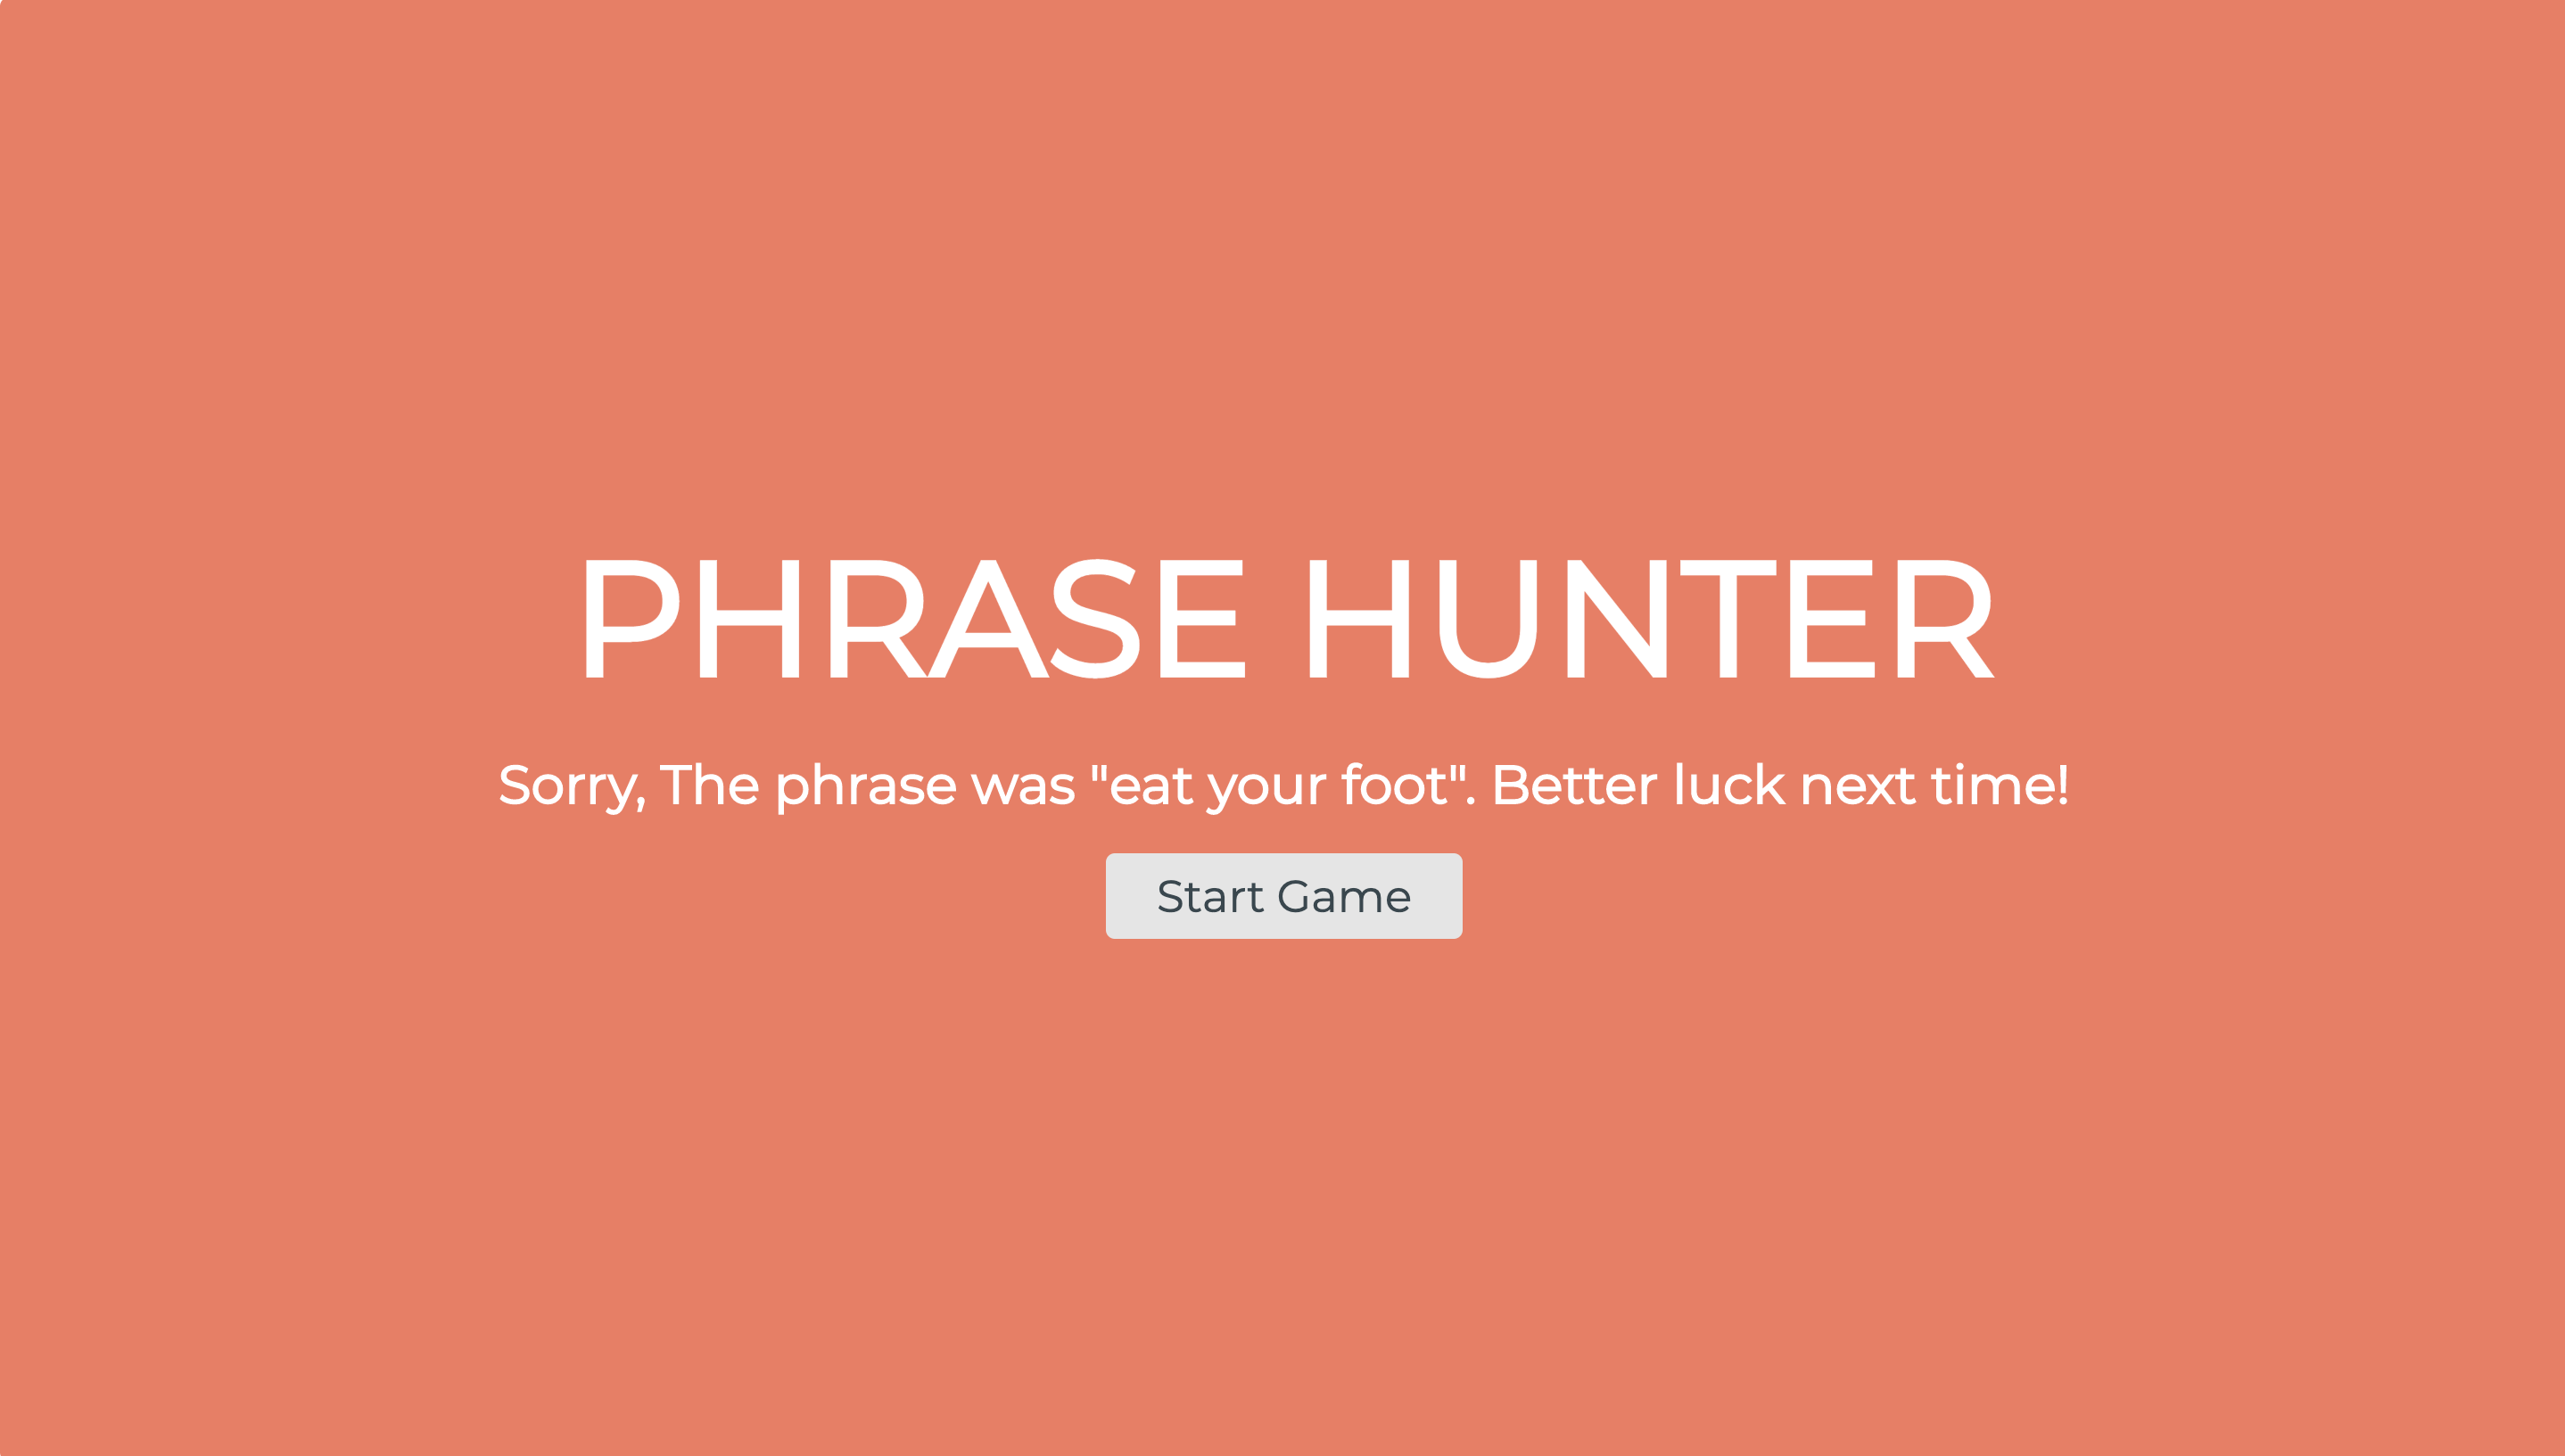 PHRASE HUNTER
Sorry, The phrase was "eat your foot". Better luck next time!
Start Game